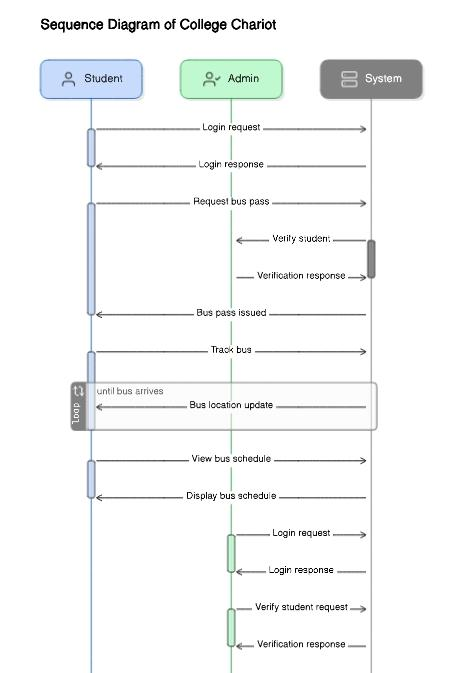 Sequence Diagram of College Chariot
Student
Admin
System
Login request
Login response
Request bus pass
Verify student
Verification response
Bus pass issued
Track bus
Loop
until bus arrives
Bus location update
View bus schedule
Display bus schedule
Login request
Login response
Verify student request
Verification response